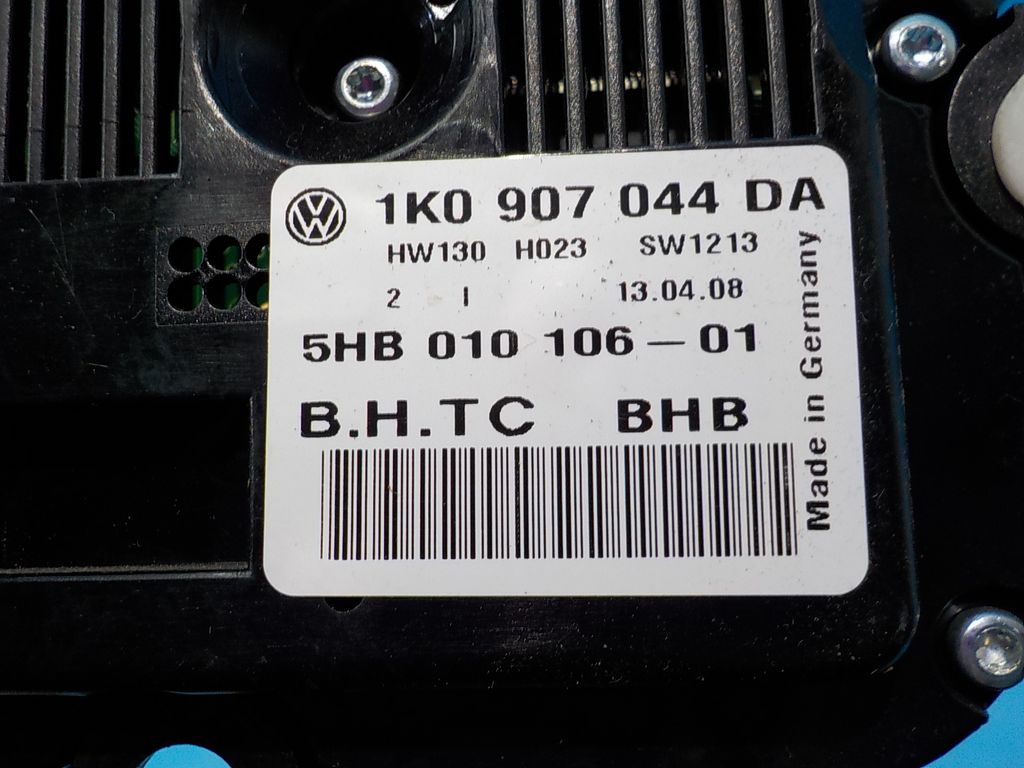 1K0 907 044 DA
HW130 H023 SW1213
2 I 13.04.08
5HB 010 106 - 01
B.H.TC BHB
Made in Germany